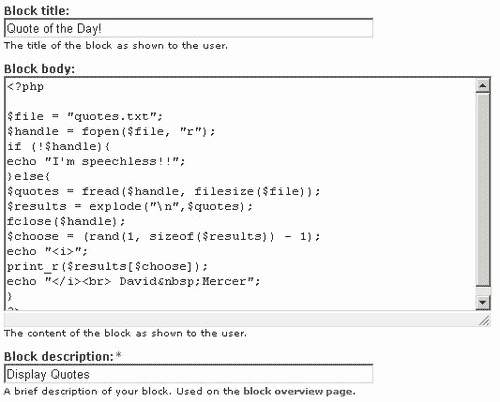 Block title:
Quote of the Day!
The title of the block as shown to the user.
Block body:
<?php
$file = "quotes.txt";
$handle = fopen($file, "r");
if (!$handle){
echo "I'm speechless!!";
}else{
$quotes = fread($handle, filesize($file));
$results = explode("\n",$quotes);
fclose($handle);
$choose = (rand(1, sizeof($results)) - 1);
echo "<i>";
print_r($results[$choose]);
echo "</i><br> David&nbsp;Mercer";
}
?>
The content of the block as shown to the user.
Block description:*
Display Quotes
A brief description of your block. Used on the block overview page.